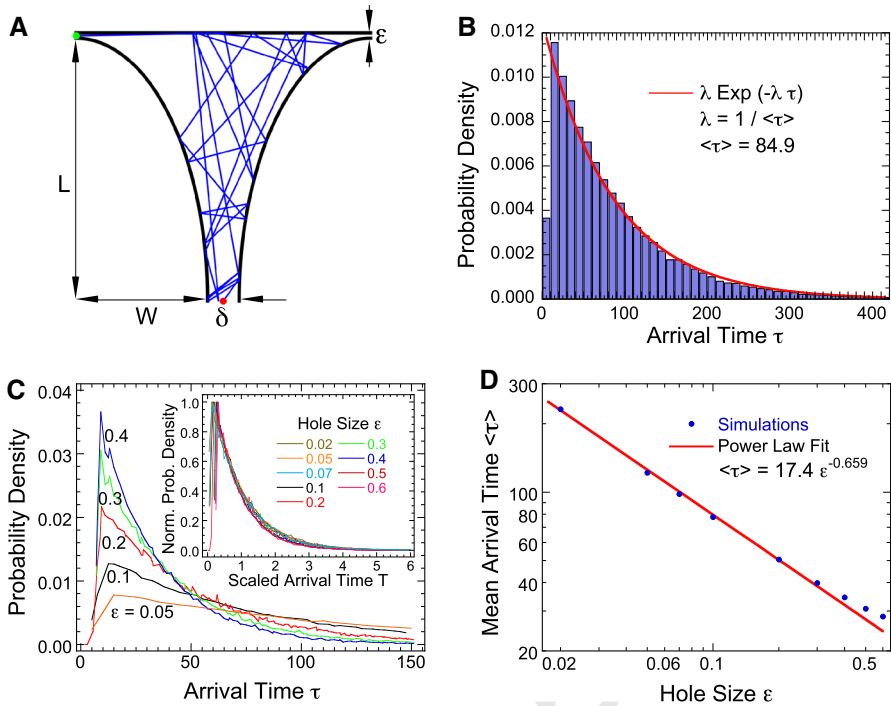 A
ε
L
W
δ
B
Probability Density
0.012
0.010
0.008
0.006
0.004
0.002
0.000
λ Exp (-λ τ)
λ = 1 / <τ>
<τ> = 84.9
0 100 200 300 400
Arrival Time τ
C
Probability Density
0.04
0.03
0.02
0.01
0.00
0.4
0.3
0.2
0.1
ε = 0.05
0 50 100 150
Arrival Time τ
Norm. Prob. Density
1.0
0.8
0.6
0.4
0.2
0.0
Hole Size ε
0.02 0.3
0.05 0.4
0.07 0.5
0.1 0.6
0.2
0 1 2 3 4 5 6
Scaled Arrival Time T
D
Mean Arrival Time <τ>
300
100
80
60
40
20
Simulations
Power Law Fit
<τ> = 17.4 ε^-0.659
0.02 0.06 0.1 0.5
Hole Size ε